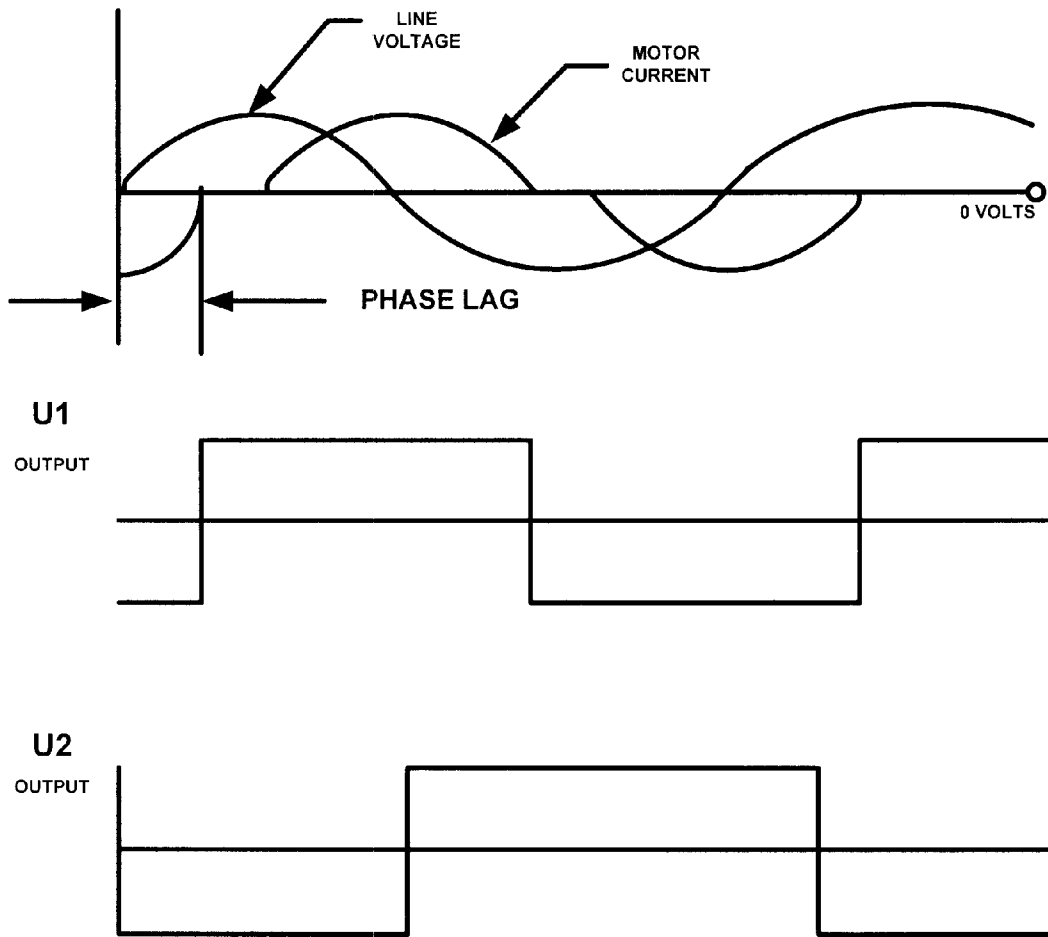 LINE
VOLTAGE
MOTOR
CURRENT
0 VOLTS
PHASE LAG
U1
OUTPUT
U2
OUTPUT